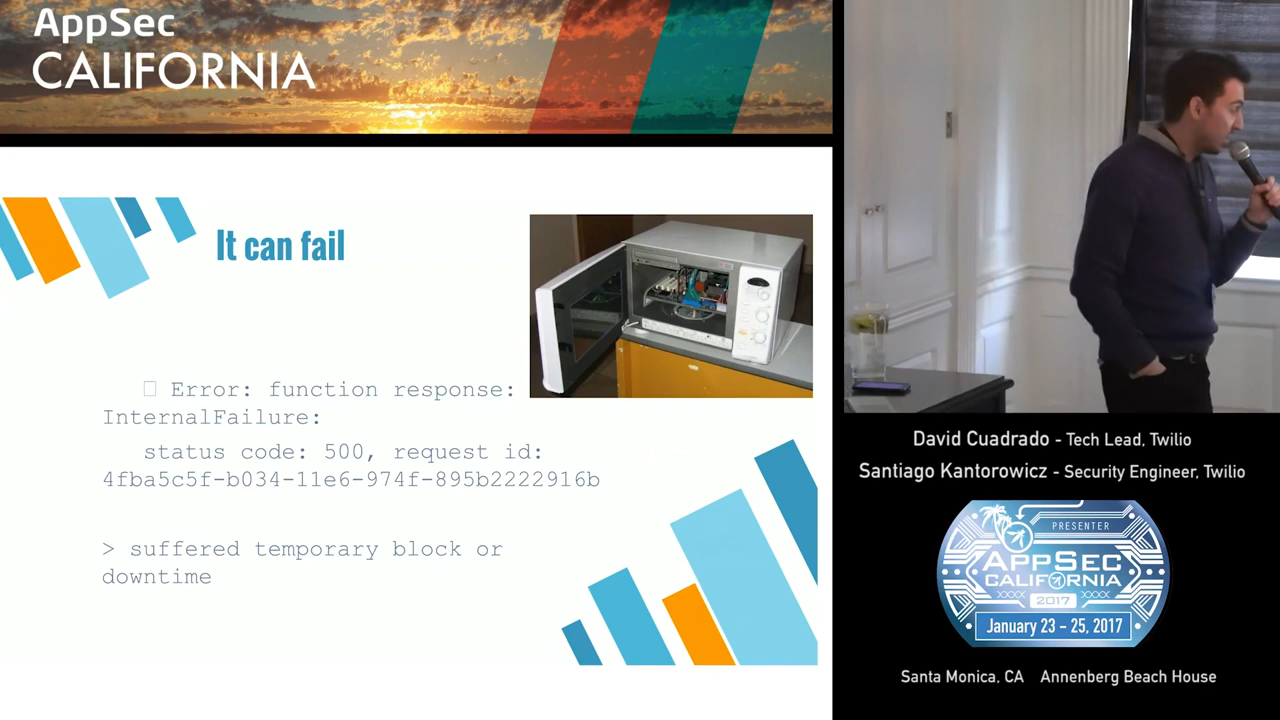 AppSec
CALIFORNIA
It can fail
Error: function response:
InternalFailure:
status code: 500, request id:
4fba5c5f-b034-11e6-974f-895b2222916b
> suffered temporary block or
downtime
David Cuadrado - Tech Lead, Twilio
Santiago Kantorowicz - Security Engineer, Twilio
PRESENTER
APPSEC
CALIFORNIA
2017
January 23 - 25, 2017
Santa Monica, CA Annenberg Beach House